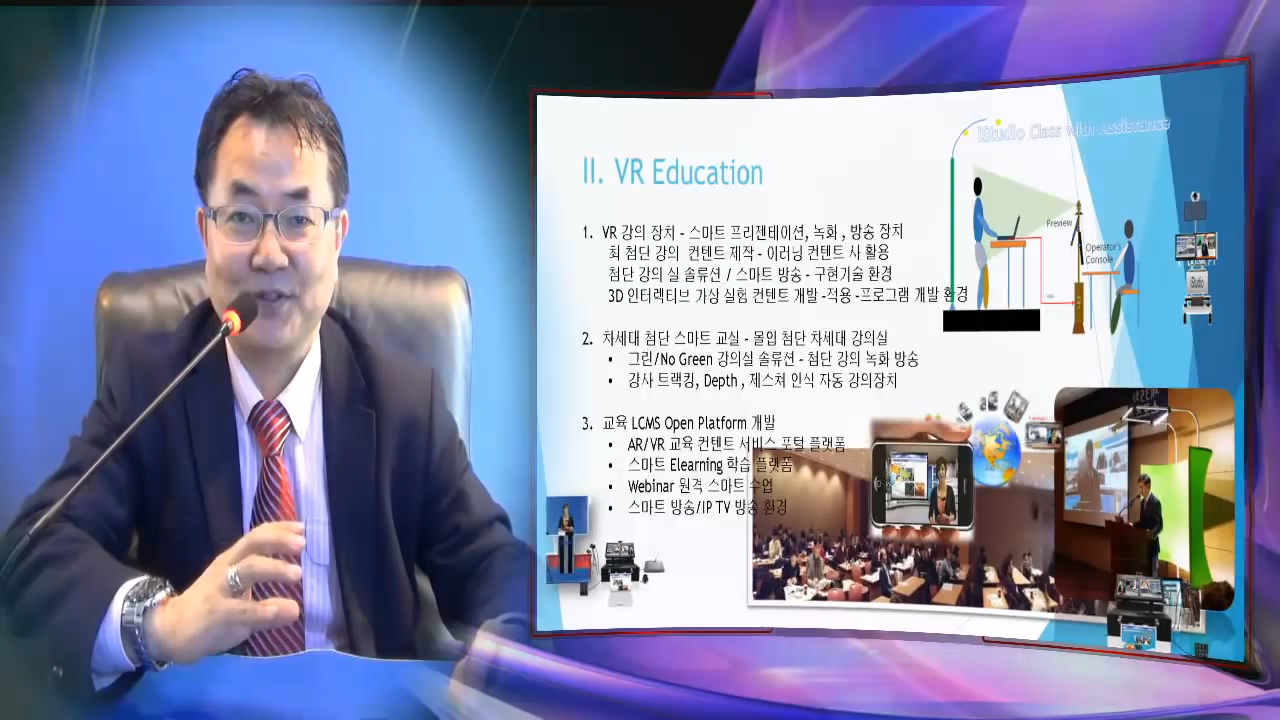 iStudio Class with Assistance
II. VR Education
1. VR 강의 장치 - 스마트 프리젠테이션, 녹화 , 방송 장치
최 첨단 강의 컨텐트 제작 - 이러닝 컨텐트 사 활용
첨단 강의 실 솔류션 / 스마트 방송 - 구현기술 환경
3D 인터렉티브 가상 실험 컨텐트 개발 -적용 -프로그램 개발 환경
Preview
Operator's
Console
iStudio
2. 차세대 첨단 스마트 교실 - 몰입 첨단 차세대 강의실
• 그린/No Green 강의실 솔류션 - 첨단 강의 녹화 방송
• 강사 트랙킹, Depth , 제스쳐 인식 자동 강의장치
3. 교육 LCMS Open Platform 개발
• AR/VR 교육 컨텐트 서비스 포털 플랫폼
• 스마트 Elearning 학습 플랫폼
• Webinar 원격 스마트 수업
• 스마트 방송/IP TV 방송 환경